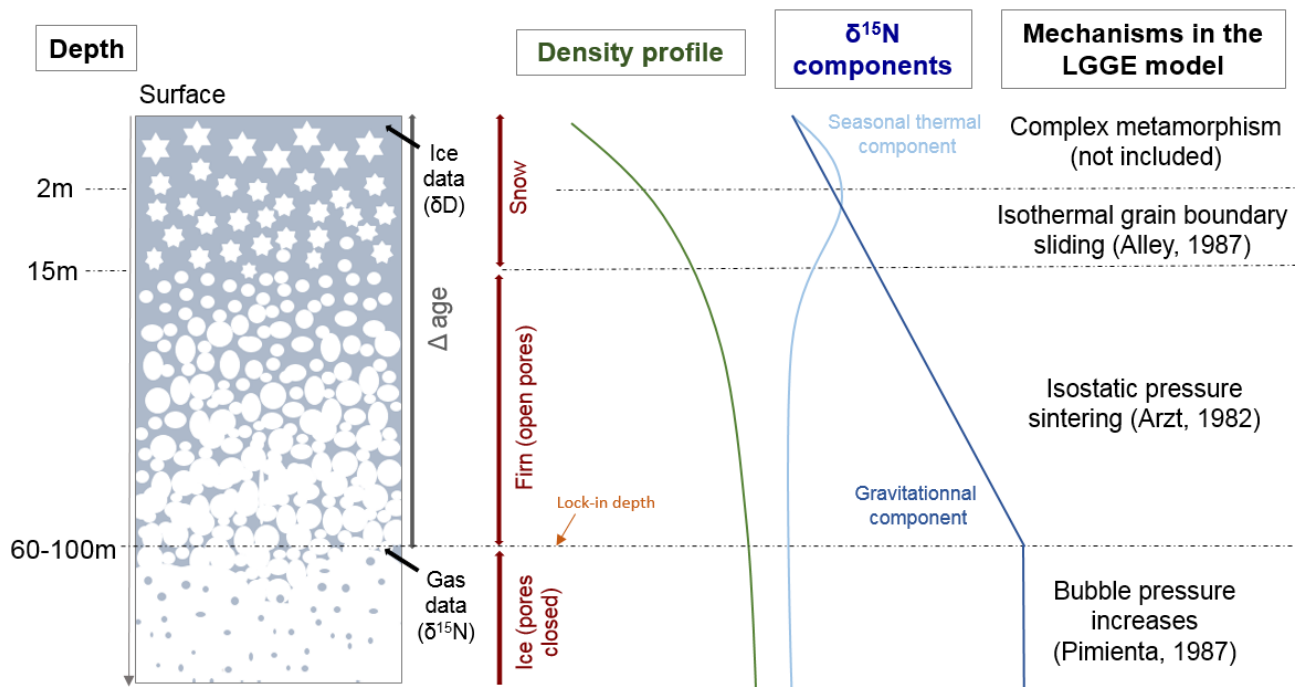 Depth
Density profile
δ¹⁵N
components
Mechanisms in the
LGGE model
Surface
2m
15m
60-100m
Ice
data
(δD)
Δ age
Gas
data
(δ¹⁵N)
Snow
Firn (open pores)
Ice (pores
closed)
Lock-in depth
Seasonal thermal
component
Gravitationnal
component
Complex metamorphism
(not included)
Isothermal grain boundary
sliding (Alley, 1987)
Isostatic pressure
sintering (Arzt, 1982)
Bubble pressure
increases
(Pimienta, 1987)